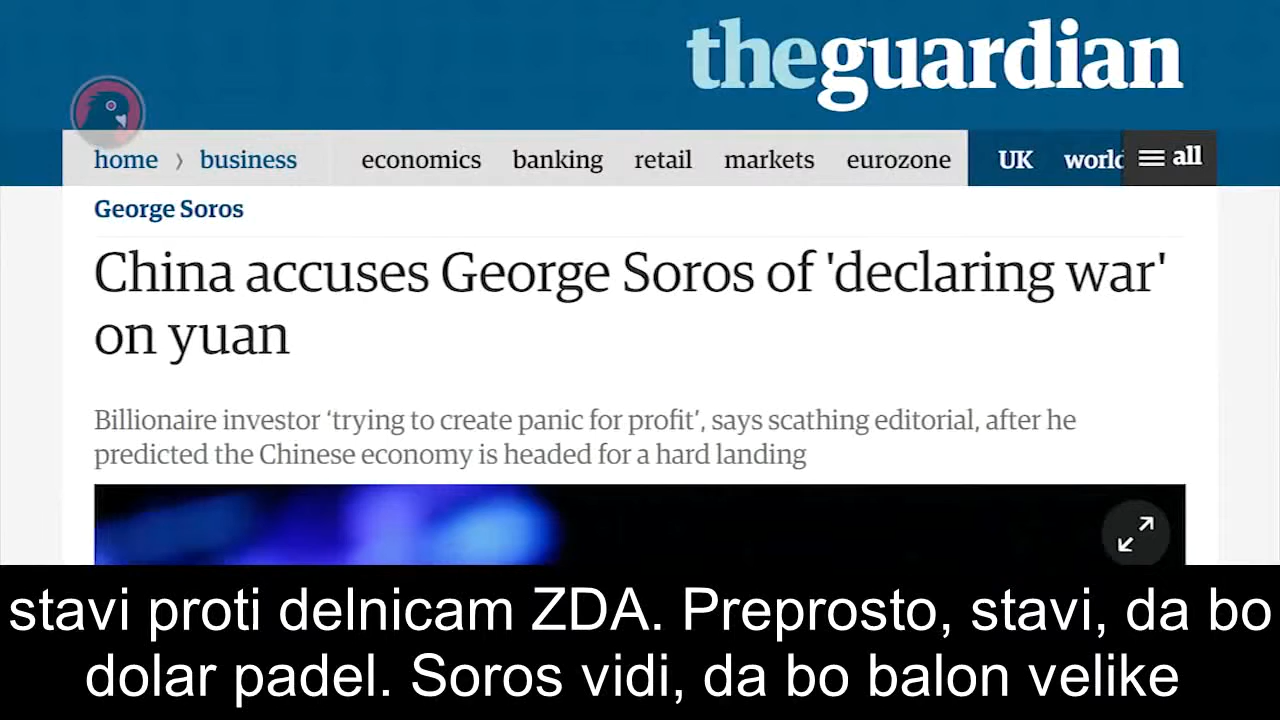 theguardian
home › business economics banking retail markets eurozone UK world all
George Soros
China accuses George Soros of 'declaring war'
on yuan
Billionaire investor ‘trying to create panic for profit’, says scathing editorial, after he
predicted the Chinese economy is headed for a hard landing
stavi proti delnicam ZDA. Preprosto, stavi, da bo
dolar padel. Soros vidi, da bo balon velike